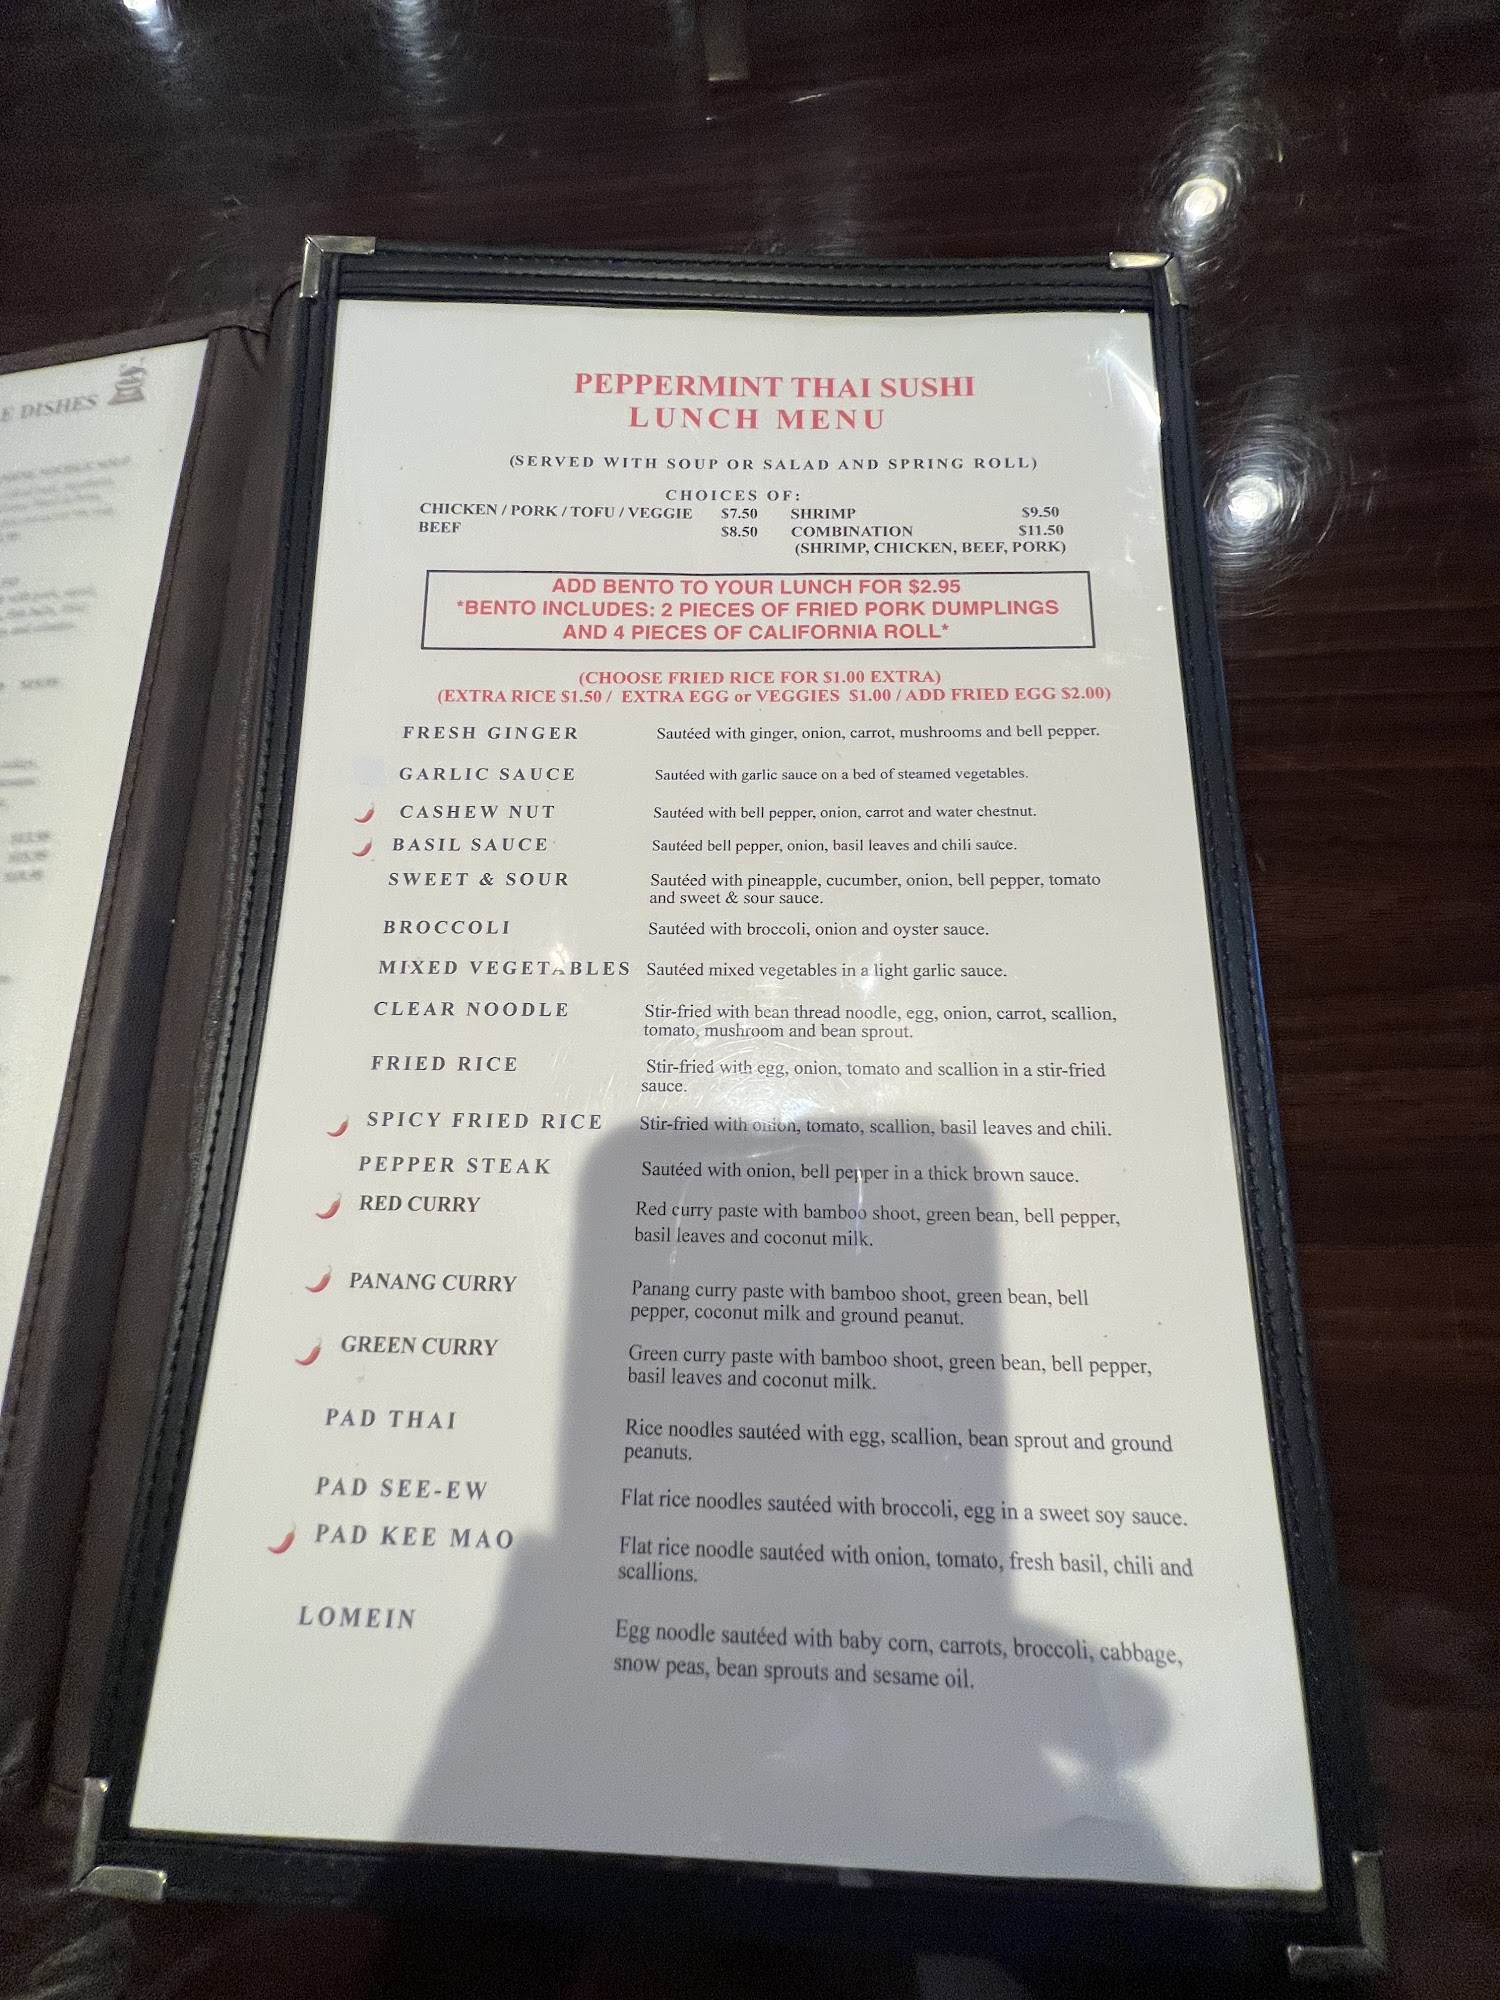 E DISHES
PEPPERMINT THAI SUSHI
LUNCH MENU
(SERVED WITH SOUP OR SALAD AND SPRING ROLL)
CHOICES OF:
CHICKEN / PORK / TOFU / VEGGIE $7.50 SHRIMP $9.50
BEEF $8.50 COMBINATION $11.50
(SHRIMP, CHICKEN, BEEF, PORK)
ADD BENTO TO YOUR LUNCH FOR $2.95
*BENTO INCLUDES: 2 PIECES OF FRIED PORK DUMPLINGS
AND 4 PIECES OF CALIFORNIA ROLL*
(CHOOSE FRIED RICE FOR $1.00 EXTRA)
(EXTRA RICE $1.50 / EXTRA EGG or VEGGIES $1.00 / ADD FRIED EGG $2.00)
FRESH GINGER Sautéed with ginger, onion, carrot, mushrooms and bell pepper.
GARLIC SAUCE Sautéed with garlic sauce on a bed of steamed vegetables.
CASHEW NUT Sautéed with bell pepper, onion, carrot and water chestnut.
BASIL SAUCE Sautéed bell pepper, onion, basil leaves and chili sauce.
SWEET & SOUR Sautéed with pineapple, cucumber, onion, bell pepper, tomato
and sweet & sour sauce.
BROCCOLI Sautéed with broccoli, onion and oyster sauce.
MIXED VEGETABLES Sautéed mixed vegetables in a light garlic sauce.
CLEAR NOODLE Stir-fried with bean thread noodle, egg, onion, carrot, scallion,
tomato, mushroom and bean sprout.
FRIED RICE Stir-fried with egg, onion, tomato and scallion in a stir-fried
sauce.
SPICY FRIED RICE Stir-fried with onion, tomato, scallion, basil leaves and chili.
PEPPER STEAK Sautéed with onion, bell pepper in a thick brown sauce.
RED CURRY Red curry paste with bamboo shoot, green bean, bell pepper,
basil leaves and coconut milk.
PANANG CURRY Panang curry paste with bamboo shoot, green bean, bell
pepper, coconut milk and ground peanut.
GREEN CURRY Green curry paste with bamboo shoot, green bean, bell pepper,
basil leaves and coconut milk.
PAD THAI Rice noodles sautéed with egg, scallion, bean sprout and ground
peanuts.
PAD SEE-EW Flat rice noodles sautéed with broccoli, egg in a sweet soy sauce.
PAD KEE MAO Flat rice noodle sautéed with onion, tomato, fresh basil, chili and
scallions.
LOMEIN Egg noodle sautéed with baby corn, carrots, broccoli, cabbage,
snow peas, bean sprouts and sesame oil.